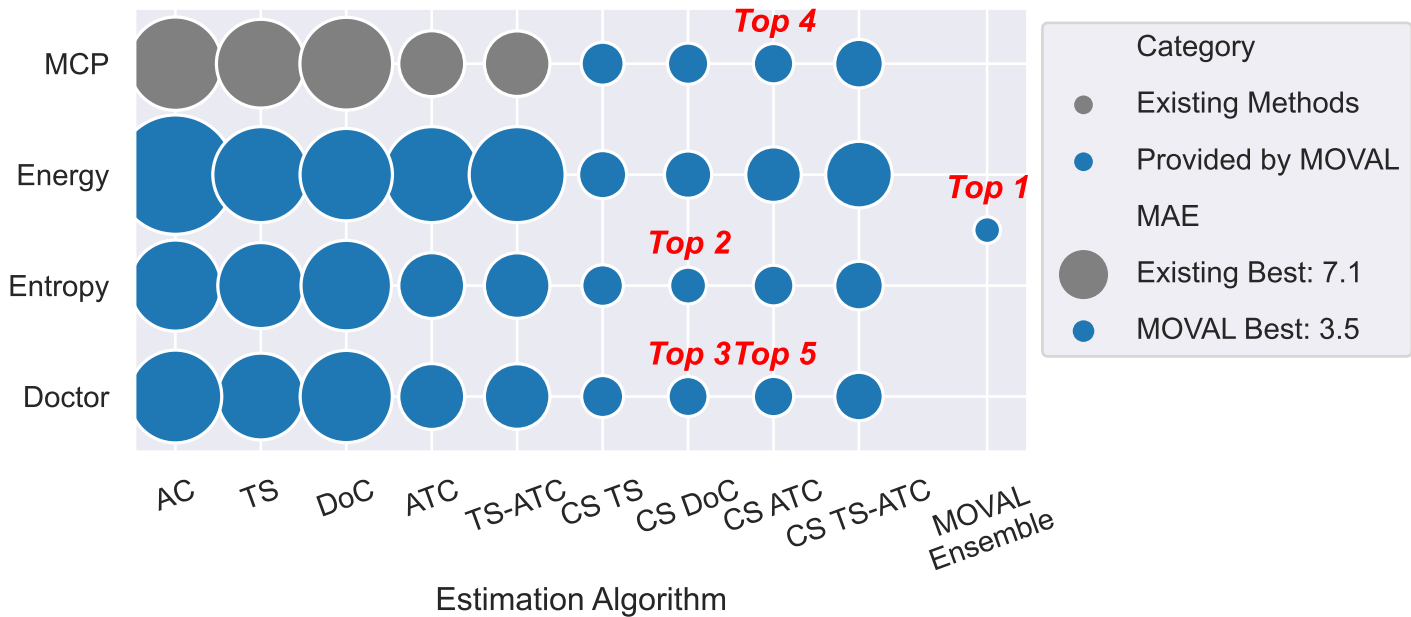 Top 4
MCP
Energy
Top 1
Top 2
Entropy
Top 3 Top 5
Doctor
AC
TS
DoC
ATC
TS-ATC
CS TS
CS DoC
CS ATC
CS TS-ATC
MOVAL
Ensemble
Estimation Algorithm
Category
Existing Methods
Provided by MOVAL
MAE
Existing Best: 7.1
MOVAL Best: 3.5